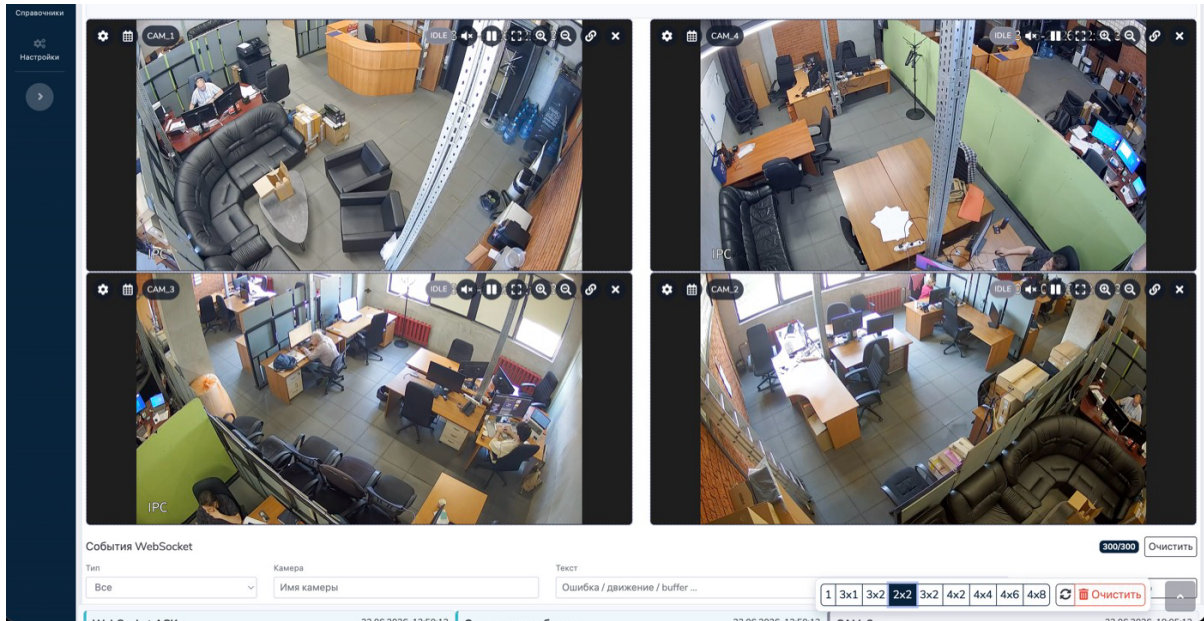 Справочники
Настройки
CAM_1
IDLE
IPC
CAM_4
IDLE
IPC
CAM_3
IDLE
IPC
CAM_2
IDLE
События WebSocket
300/300 Очистить
Тип
Камера
Текст
Все
Имя камеры
Ошибка / движение / buffer ...
1 3x1 3x2 2x2 3x2 4x2 4x4 4x6 4x8 Очистить